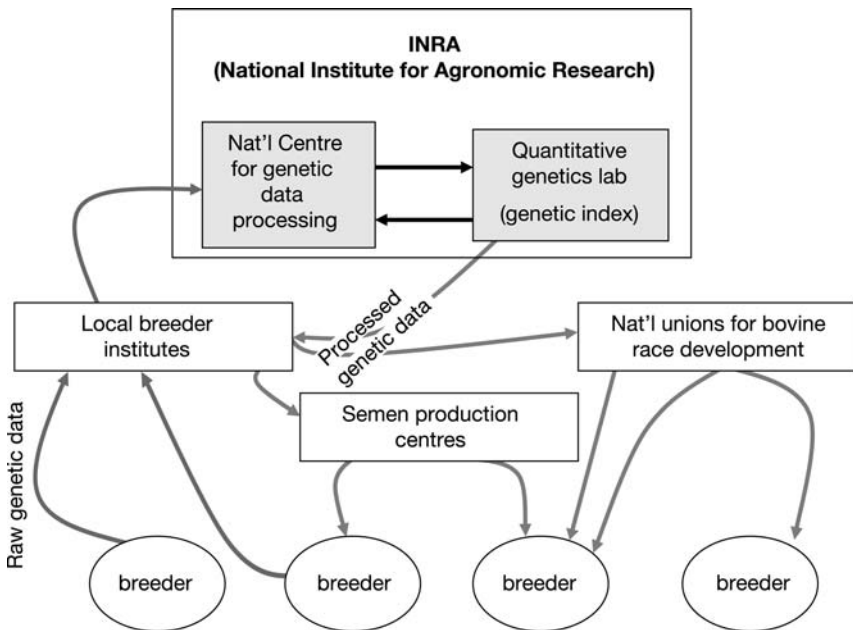 INRA
(National Institute for Agronomic Research)
Nat'l Centre
for genetic
data
processing
Quantitative
genetics lab
(genetic index)
Processed
genetic data
Local breeder
institutes
Nat'l unions for bovine
race development
Semen production
centres
Raw genetic data
breeder
breeder
breeder
breeder